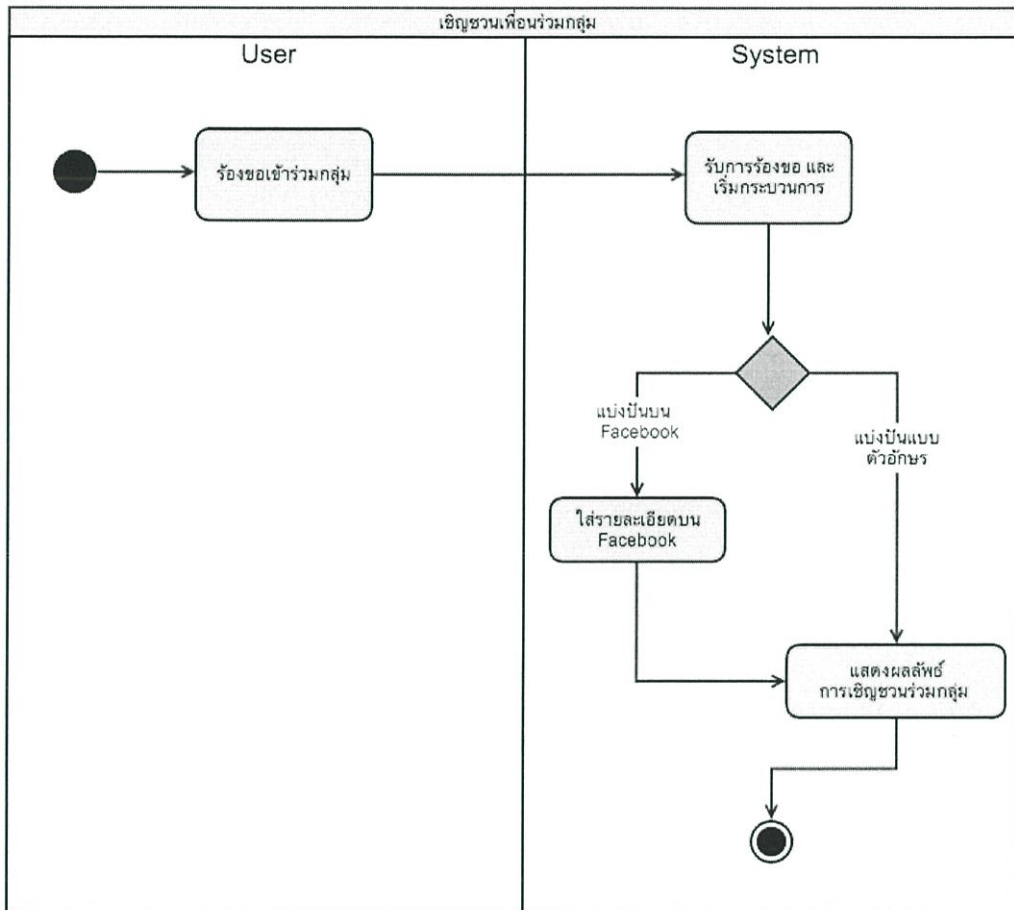 เชิญชวนเพื่อนร่วมกลุ่ม
User
System
ร้องขอเข้าร่วมกลุ่ม
รับการร้องขอ และ
เริ่มกระบวนการ
แบ่งปันบน
Facebook
แบ่งปันแบบ
ตัวอักษร
ใส่รายละเอียดบน
Facebook
แสดงผลลัพธ์
การเชิญชวนร่วมกลุ่ม